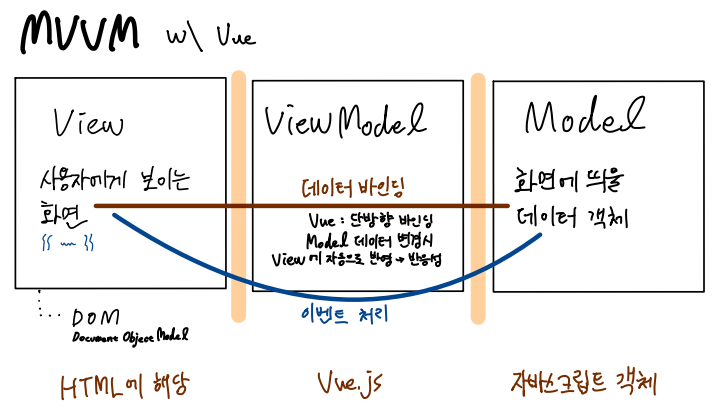 MVVM w\ Vue
View
사용자에게 보이는
화면
{{ ~ }}
DOM
Document Object Model
HTML에 해당
ViewModel
데이터 바인딩
Vue : 단방향 바인딩
Model 데이터 변경시
View에 자동으로 반영 → 반응성
이벤트 처리
Vue.js
Model
화면에 띄울
데이터 객체
자바스크립트 객체